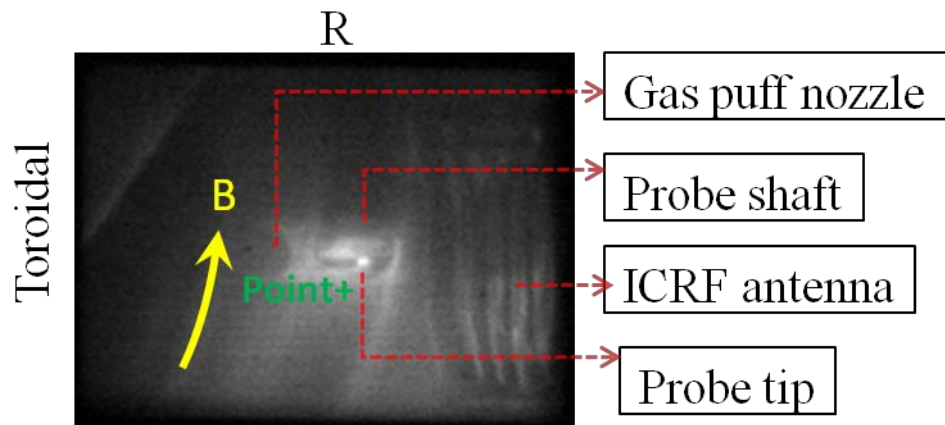 R
Gas puff nozzle
Toroidal
Probe shaft
B
ICRF antenna
Point+
Probe tip